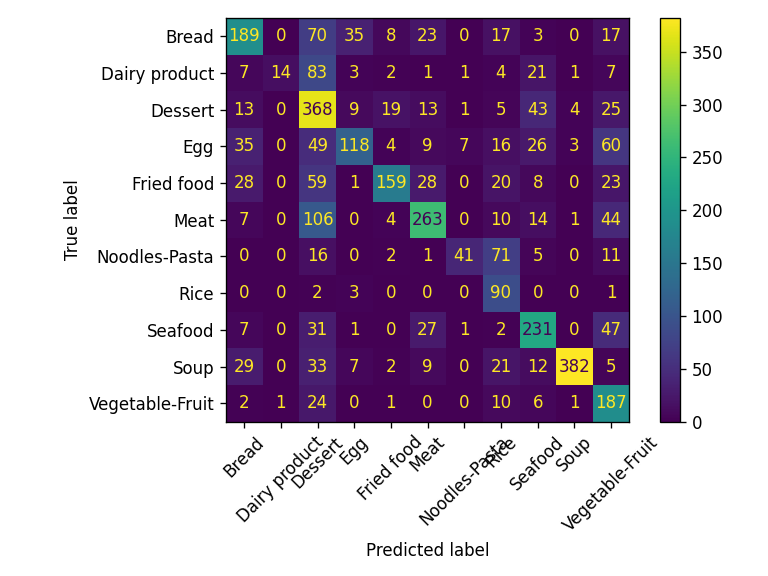 True label
Bread 189 0 70 35 8 23 0 17 3 0 17
Dairy product 7 14 83 3 2 1 1 4 21 1 7
Dessert 13 0 368 9 19 13 1 5 43 4 25
Egg 35 0 49 118 4 9 7 16 26 3 60
Fried food 28 0 59 1 159 28 0 20 8 0 23
Meat 7 0 106 0 4 263 0 10 14 1 44
Noodles-Pasta 0 0 16 0 2 1 41 71 5 0 11
Rice 0 0 2 3 0 0 0 90 0 0 1
Seafood 7 0 31 1 0 27 1 2 231 0 47
Soup 29 0 33 7 2 9 0 21 12 382 5
Vegetable-Fruit 2 1 24 0 1 0 0 10 6 1 187
Bread
Dairy product
Dessert
Egg
Fried food
Meat
Noodles-Pasta
Rice
Seafood
Soup
Vegetable-Fruit
Predicted label
350
300
250
200
150
100
50
0